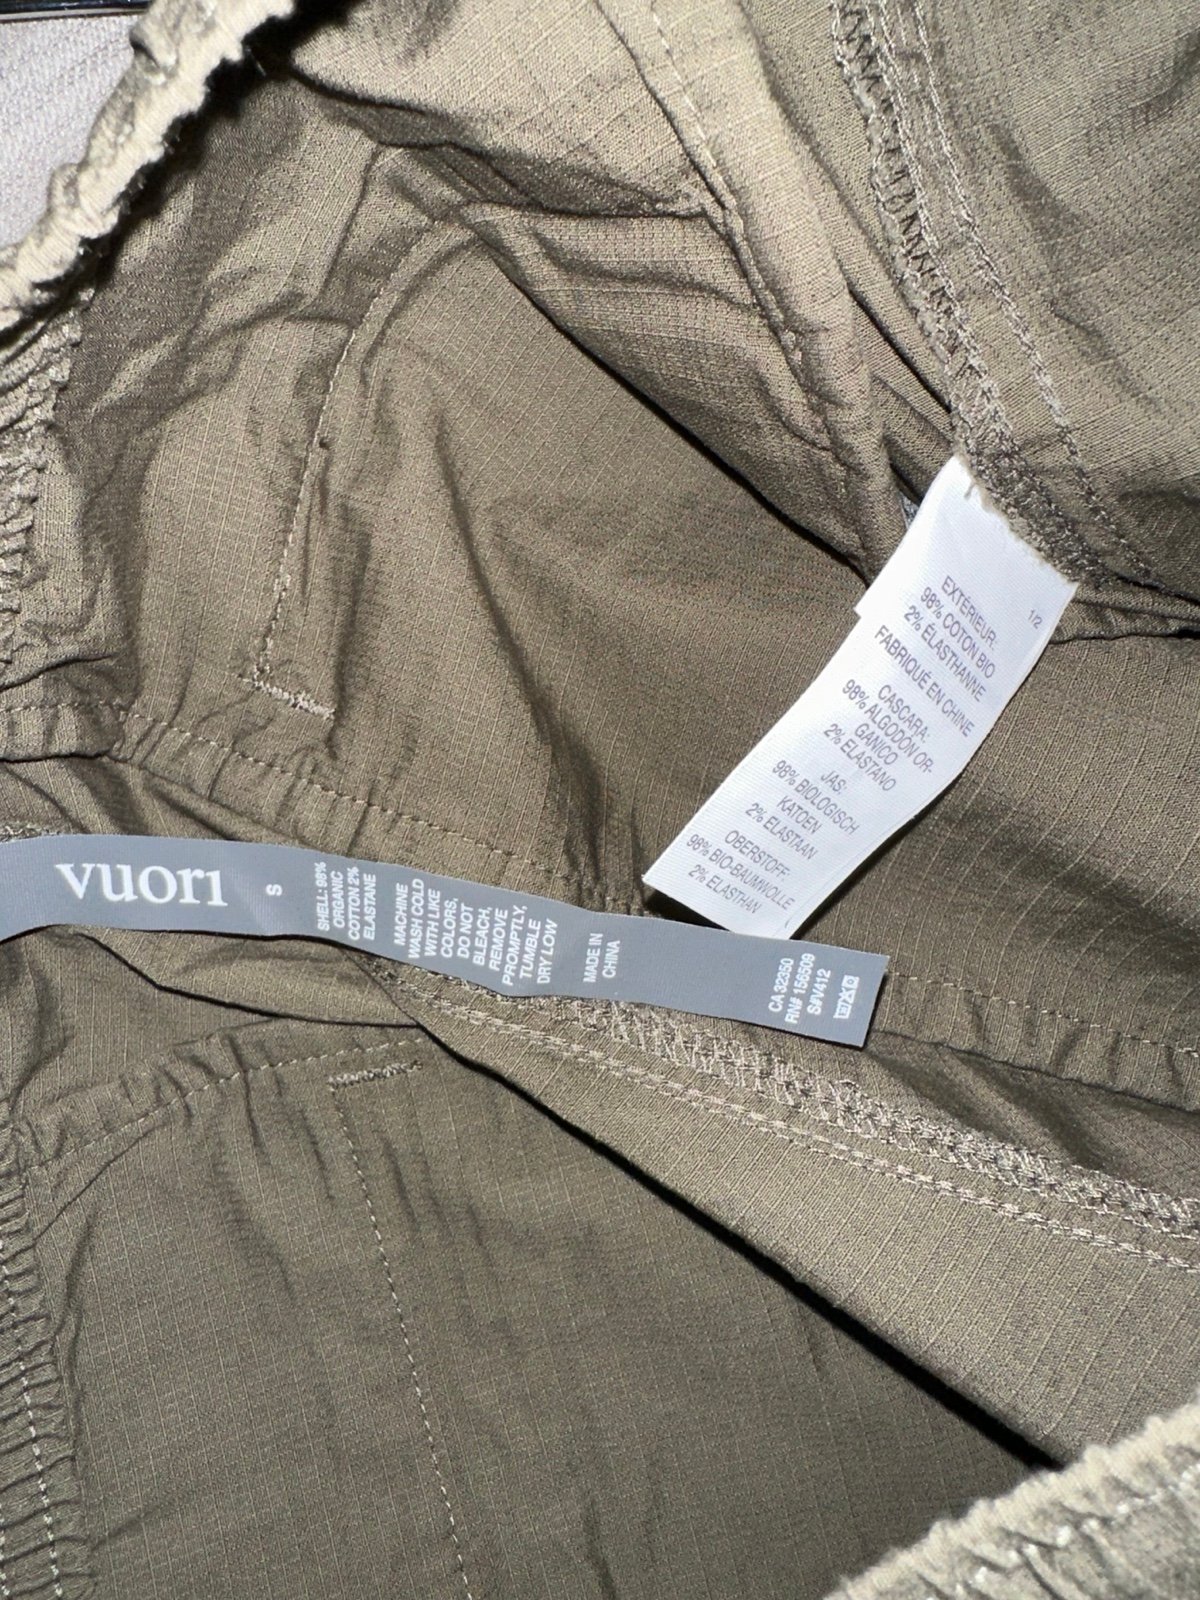 vuori
S
SHELL: 98%
ORGANIC
COTTON 2%
ELASTANE
MACHINE
WASH COLD
WITH LIKE
COLORS,
DO NOT
BLEACH,
REMOVE
PROMPTLY,
TUMBLE
DRY LOW
MADE IN
CHINA
CA 32350
RN# 156509
S#V412
1/2
EXTÉRIEUR:
98% COTON BIO
2% ÉLASTHANNE
FABRIQUÉ EN CHINE
CASCARA:
98% ALGODÓN OR-
GANICO
2% ELASTANO
JAS:
98% BIOLOGISCH
KATOEN
2% ELASTAAN
OBERSTOFF:
98% BIO-BAUMWOLLE
2% ELASTHAN